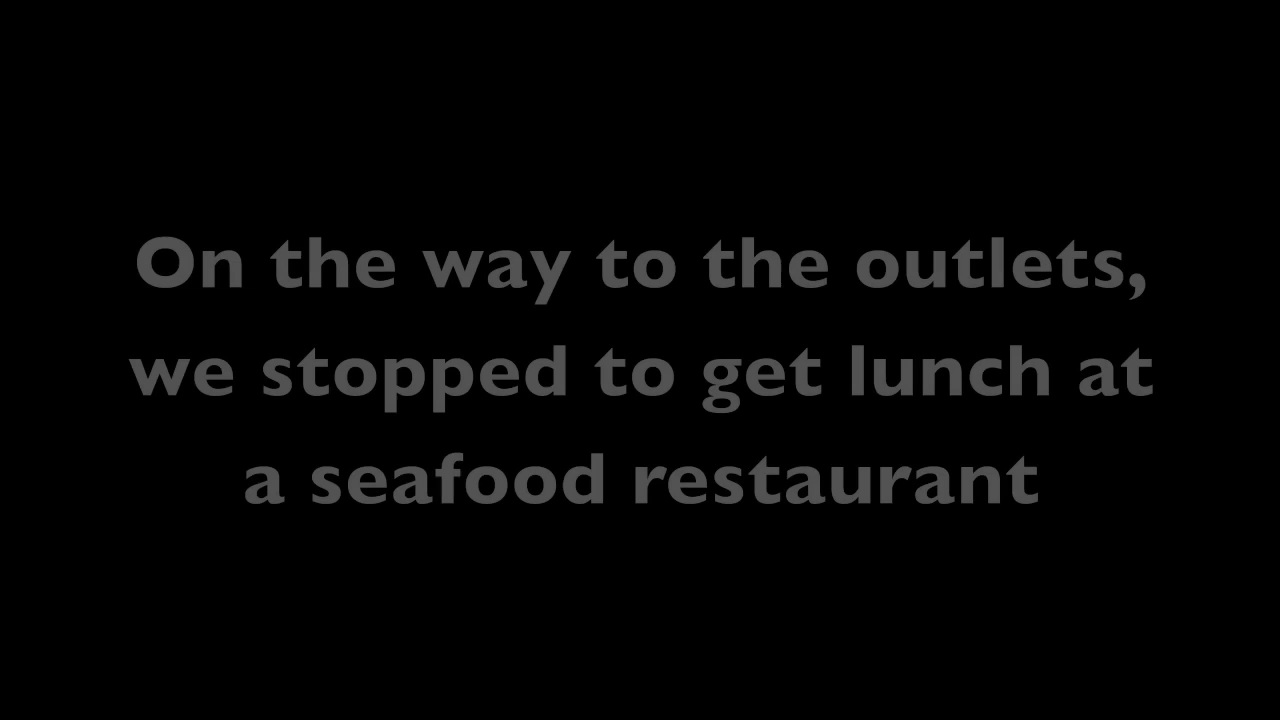 On the way to the outlets,
we stopped to get lunch at
a seafood restaurant